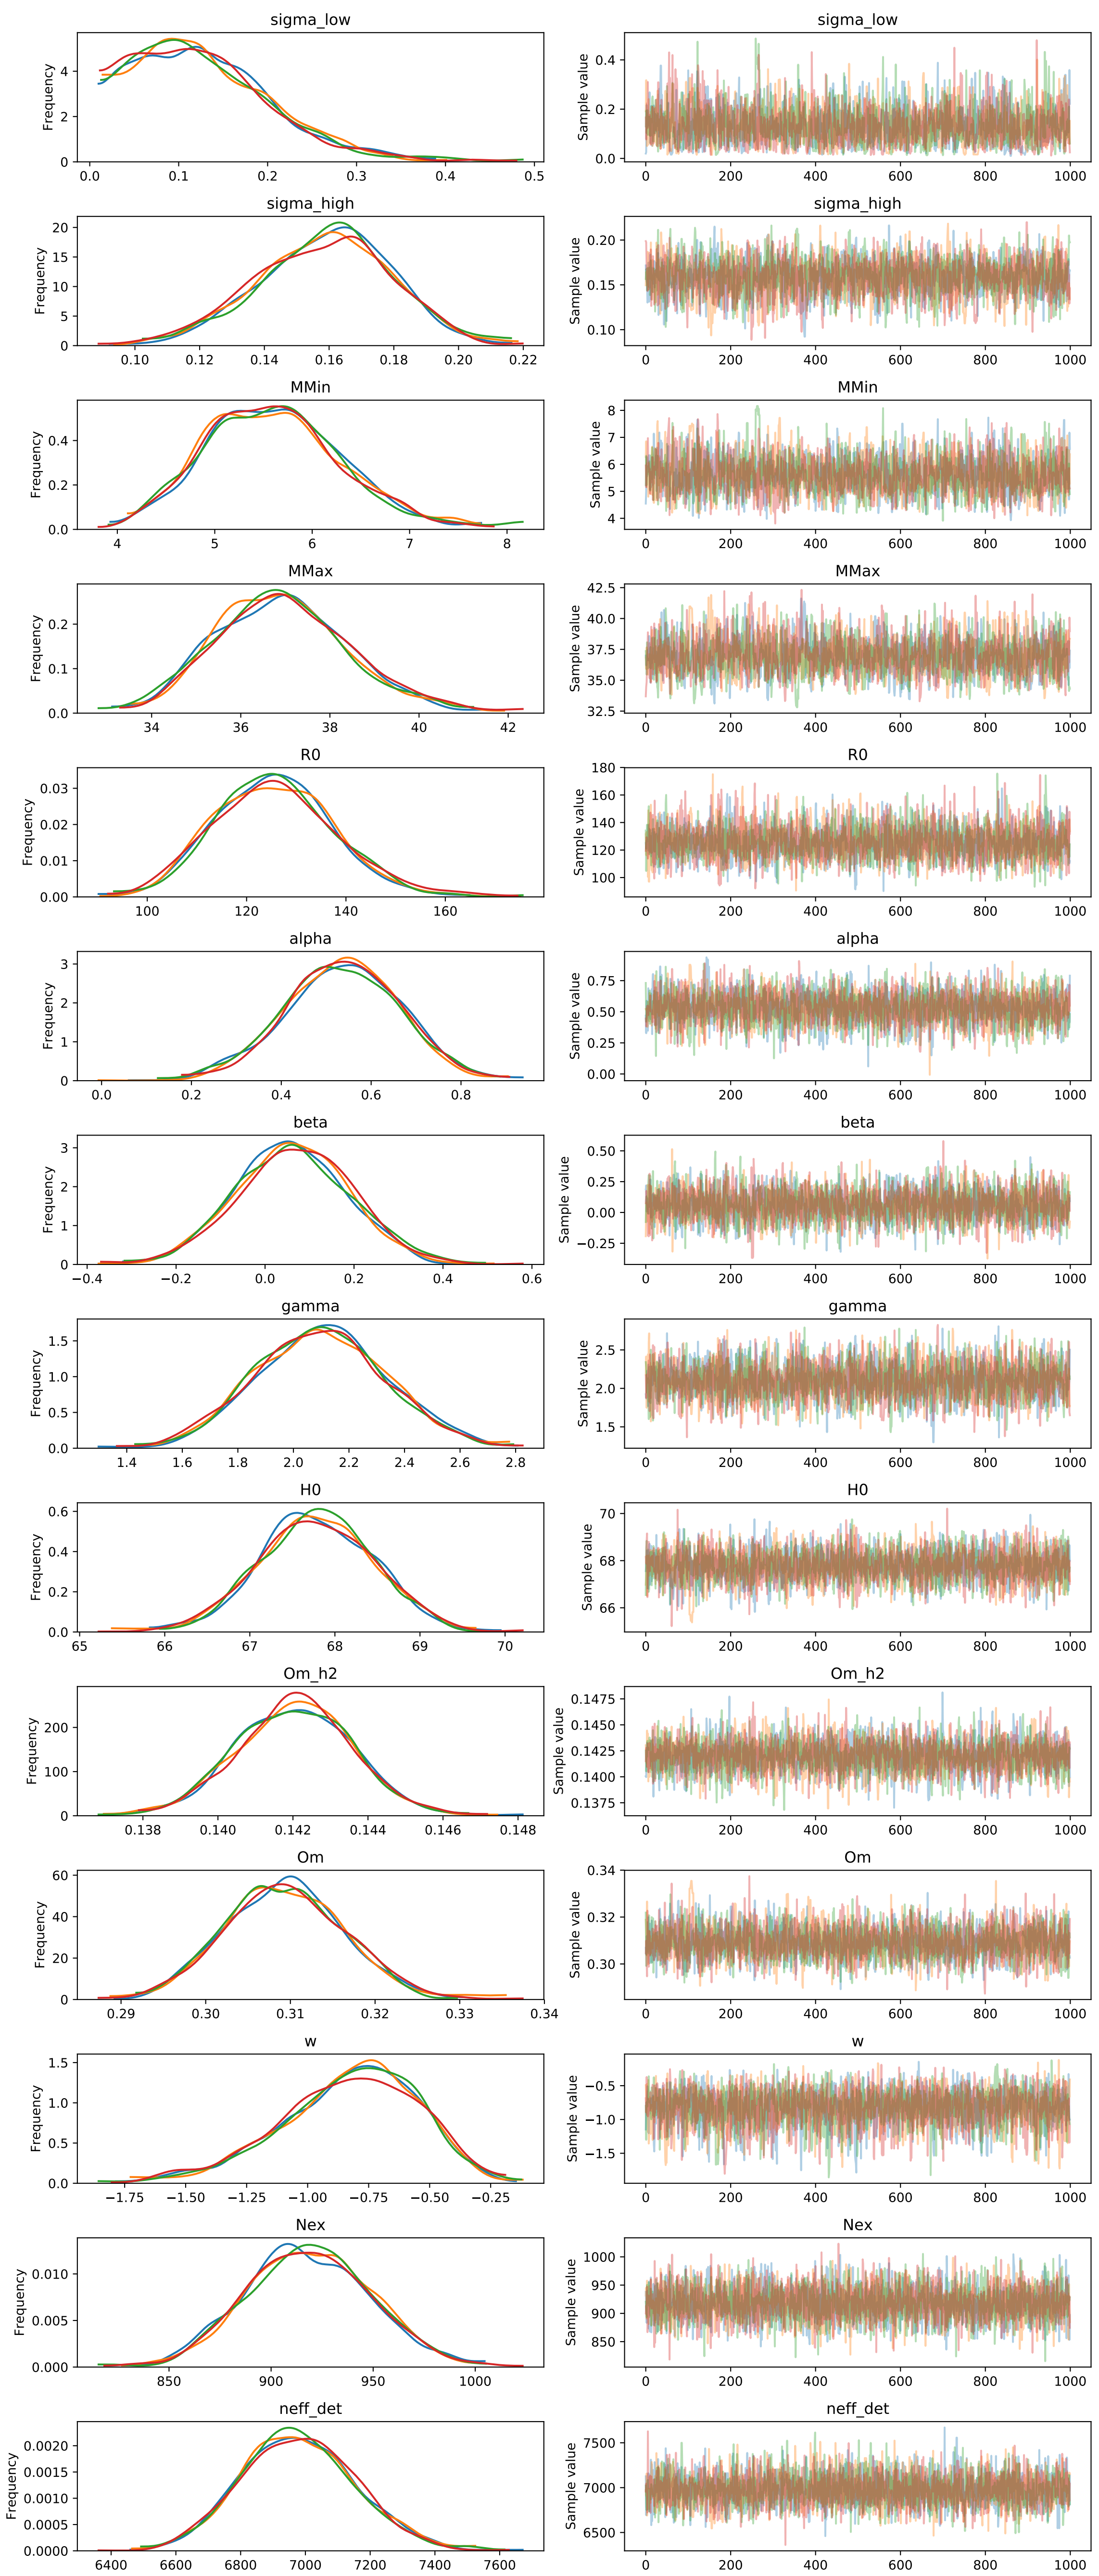 sigma_low sigma_low
Frequency Sample value
0 2 4
0.0 0.1 0.2 0.3 0.4 0.5
0.0 0.2 0.4
0 200 400 600 800 1000
sigma_high sigma_high
Frequency Sample value
0 5 10 15 20
0.10 0.12 0.14 0.16 0.18 0.20 0.22
0.10 0.15 0.20
0 200 400 600 800 1000
MMin MMin
Frequency Sample value
0.0 0.2 0.4
4 5 6 7 8
4 5 6 7 8
0 200 400 600 800 1000
MMax MMax
Frequency Sample value
0.0 0.1 0.2
34 36 38 40 42
32.5 35.0 37.5 40.0 42.5
0 200 400 600 800 1000
R0 R0
Frequency Sample value
0.00 0.01 0.02 0.03
100 120 140 160
100 120 140 160 180
0 200 400 600 800 1000
alpha alpha
Frequency Sample value
0 1 2 3
0.0 0.2 0.4 0.6 0.8
0.00 0.25 0.50 0.75
0 200 400 600 800 1000
beta beta
Frequency Sample value
0 1 2 3
−0.4 −0.2 0.0 0.2 0.4 0.6
−0.25 0.00 0.25 0.50
0 200 400 600 800 1000
gamma gamma
Frequency Sample value
0.0 0.5 1.0 1.5
1.4 1.6 1.8 2.0 2.2 2.4 2.6 2.8
1.5 2.0 2.5
0 200 400 600 800 1000
H0 H0
Frequency Sample value
0.0 0.2 0.4 0.6
65 66 67 68 69 70
66 68 70
0 200 400 600 800 1000
Om_h2 Om_h2
Frequency Sample value
0 100 200
0.138 0.140 0.142 0.144 0.146 0.148
0.1375 0.1400 0.1425 0.1450 0.1475
0 200 400 600 800 1000
Om Om
Frequency Sample value
0 20 40 60
0.29 0.30 0.31 0.32 0.33 0.34
0.30 0.32 0.34
0 200 400 600 800 1000
w w
Frequency Sample value
0.0 0.5 1.0 1.5
−1.75 −1.50 −1.25 −1.00 −0.75 −0.50 −0.25
−1.5 −1.0 −0.5
0 200 400 600 800 1000
Nex Nex
Frequency Sample value
0.000 0.005 0.010
850 900 950 1000
850 900 950 1000
0 200 400 600 800 1000
neff_det neff_det
Frequency Sample value
0.0000 0.0005 0.0010 0.0015 0.0020
6400 6600 6800 7000 7200 7400 7600
6500 7000 7500
0 200 400 600 800 1000